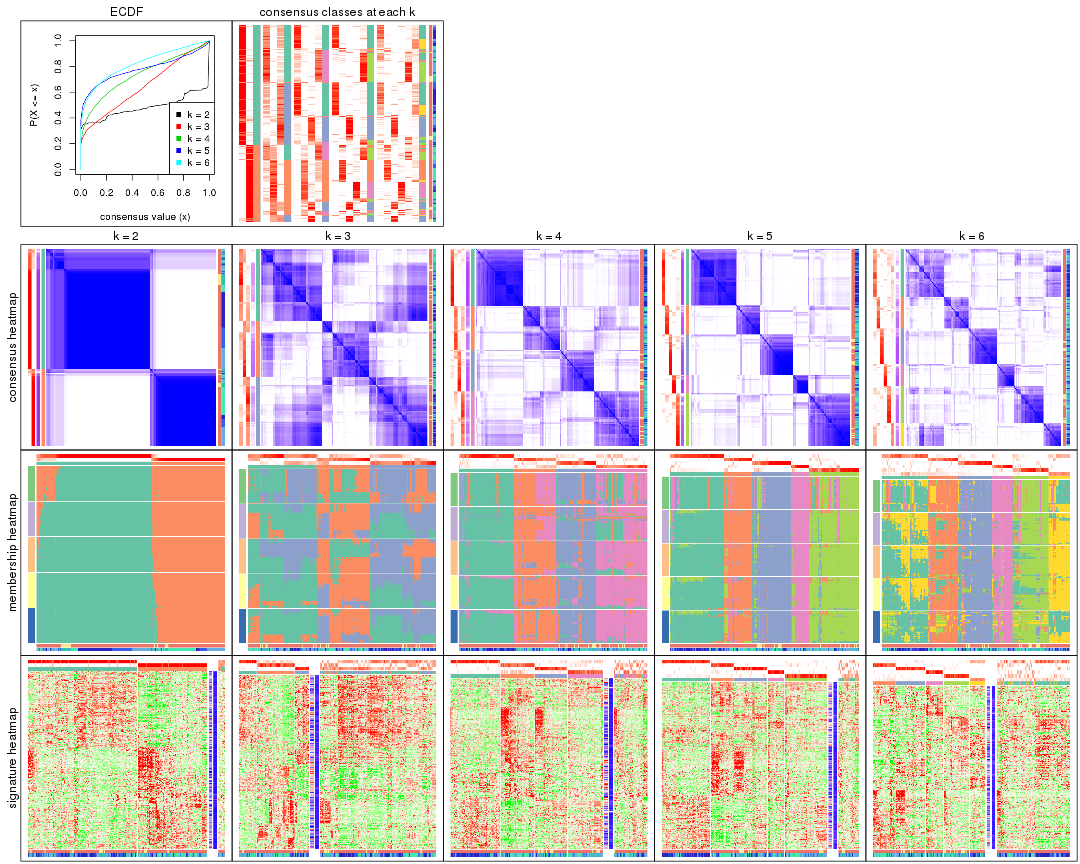 ECDF
consensus classes at each k
P(X <= x)
0.0 0.2 0.4 0.6 0.8 1.0
k = 2
k = 3
k = 4
k = 5
k = 6
0.0 0.2 0.4 0.6 0.8 1.0
consensus value (x)
k = 2 k = 3 k = 4 k = 5 k = 6
consensus heatmap
membership heatmap
signature heatmap